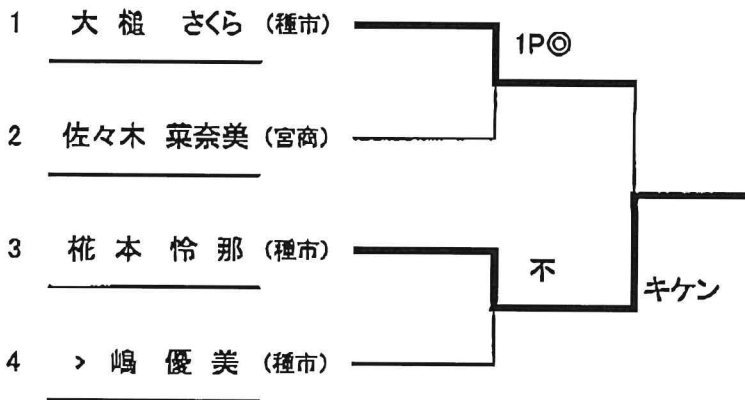 1 大槌 さくら (種市)
1P◎
2 佐々木 菜奈美 (宮商)
3 椛本 怜那 (種市)
不
キケン
4 嶋 優美 (種市)